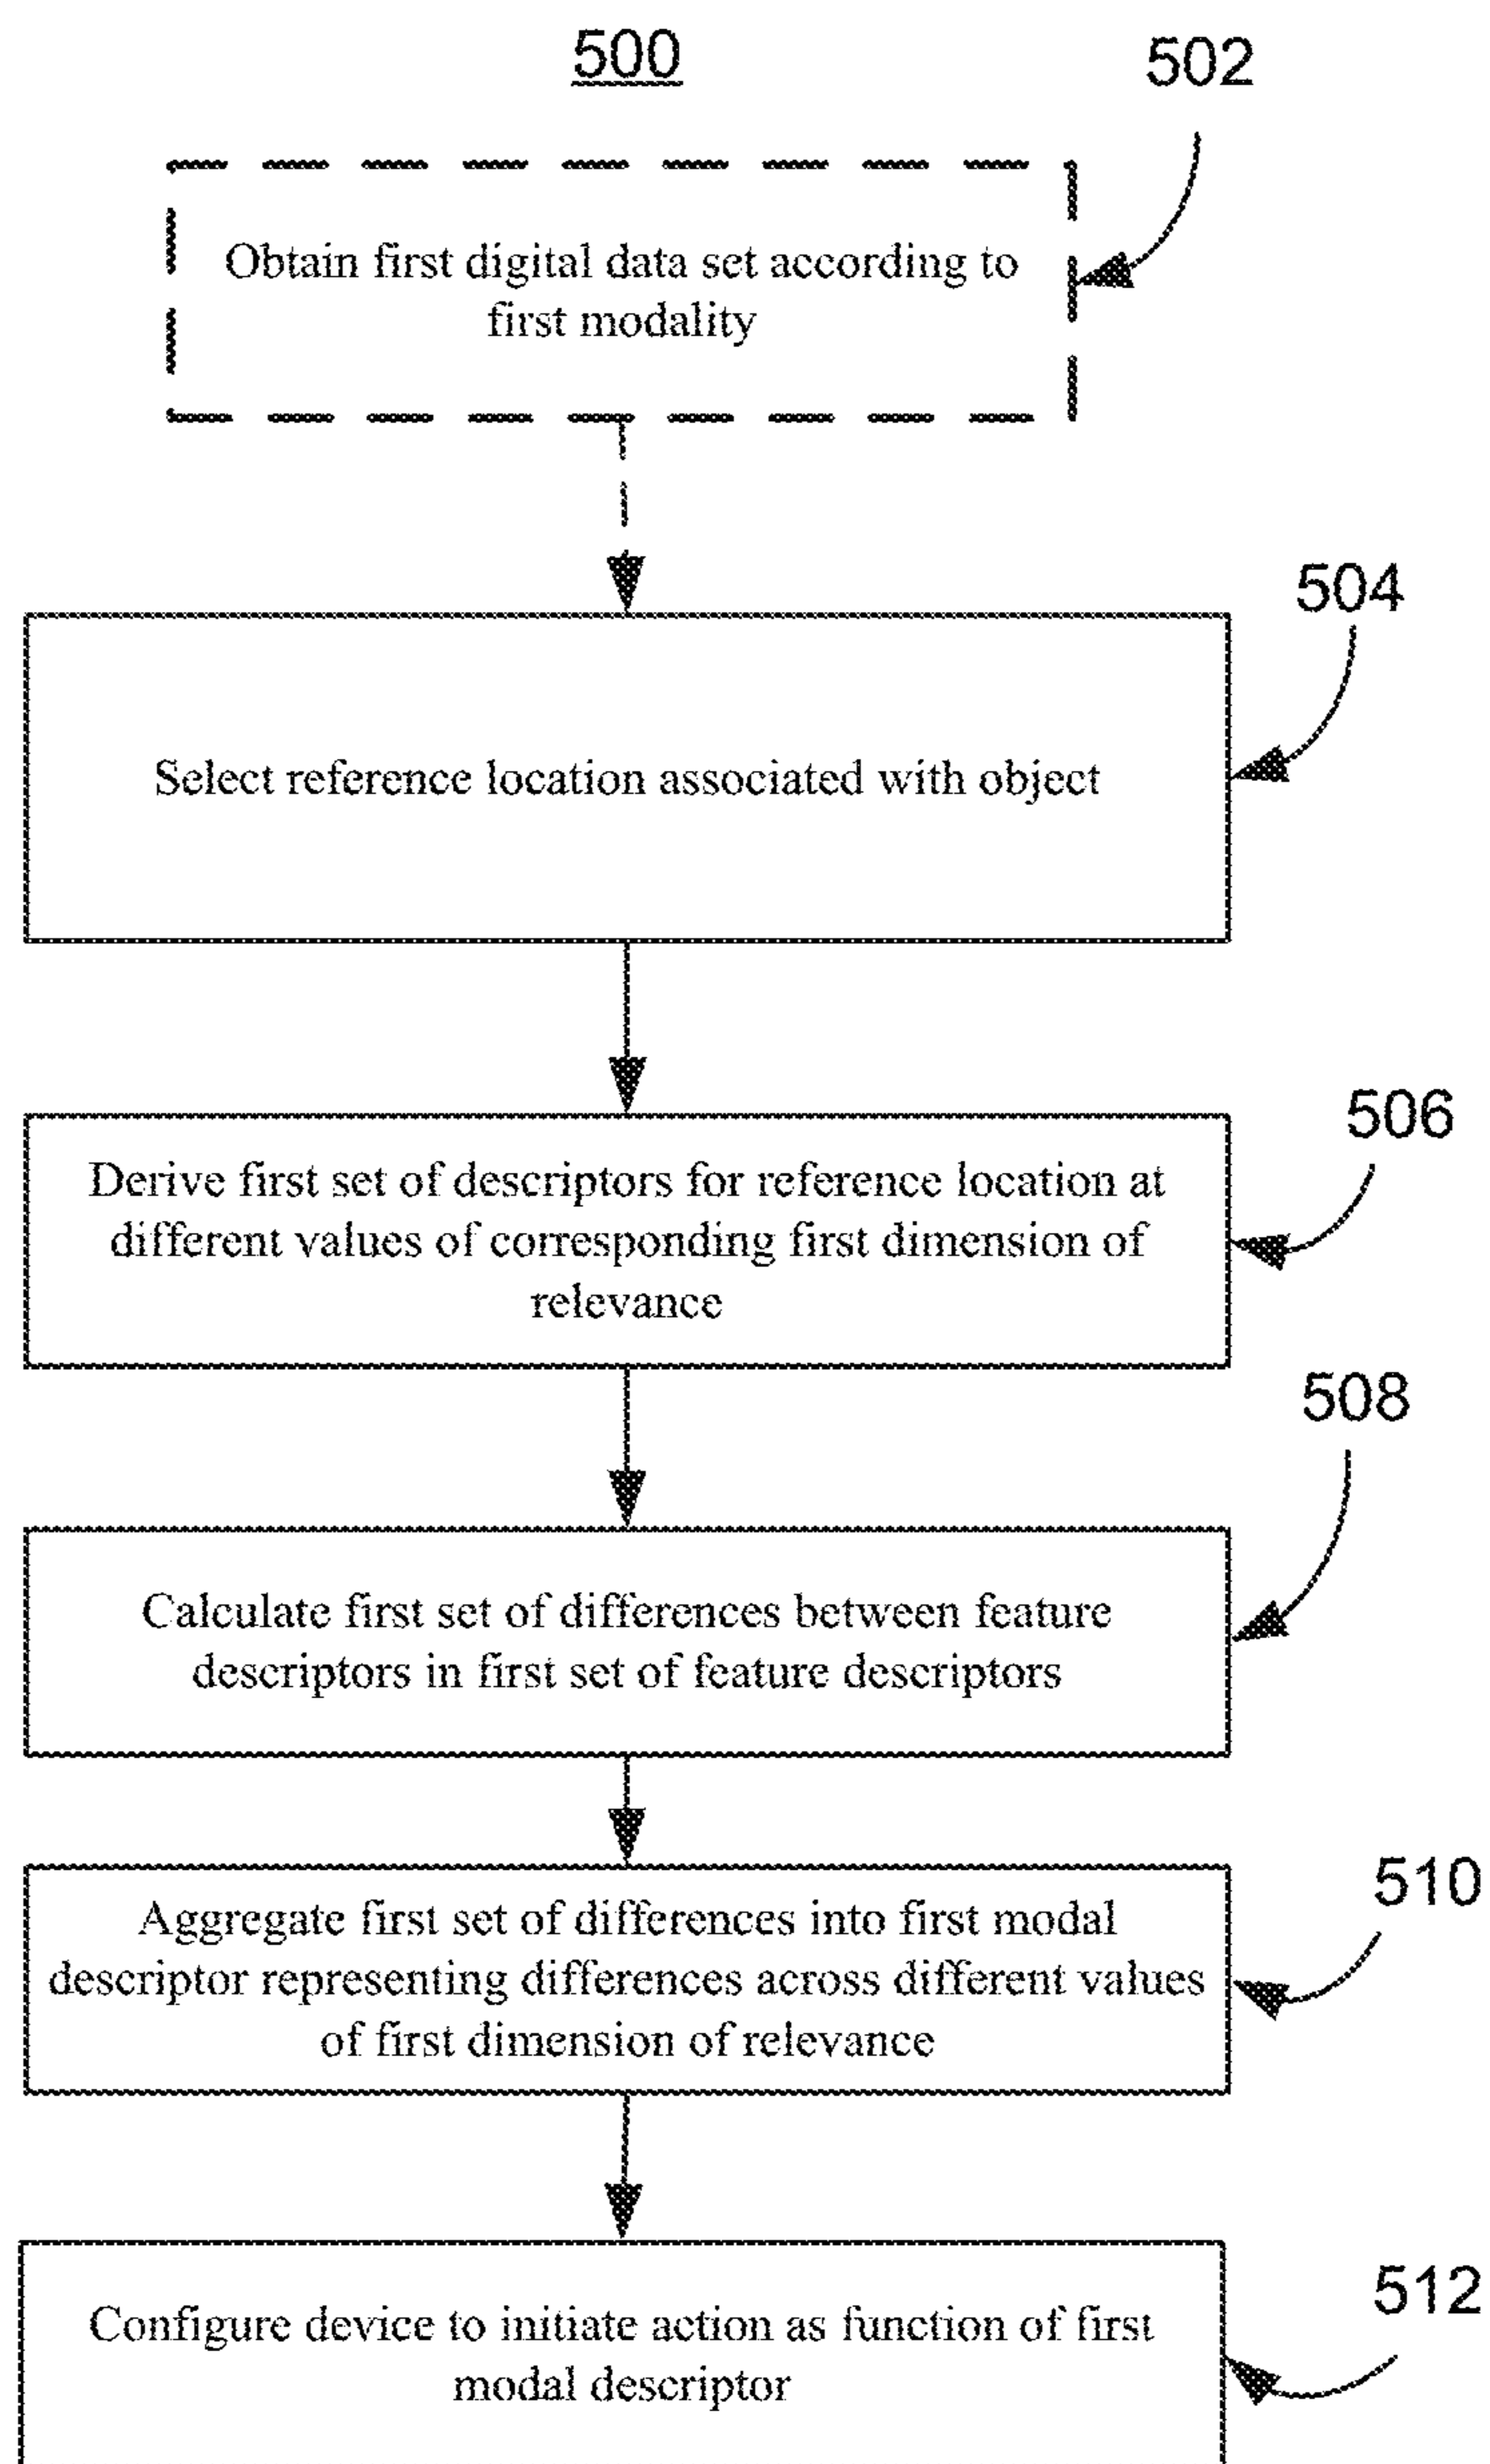 500
502
Obtain first digital data set according to
first modality
504
Select reference location associated with object
506
Derive first set of descriptors for reference location at
different values of corresponding first dimension of
relevance
508
Calculate first set of differences between feature
descriptors in first set of feature descriptors
510
Aggregate first set of differences into first modal
descriptor representing differences across different values
of first dimension of relevance
512
Configure device to initiate action as function of first
modal descriptor